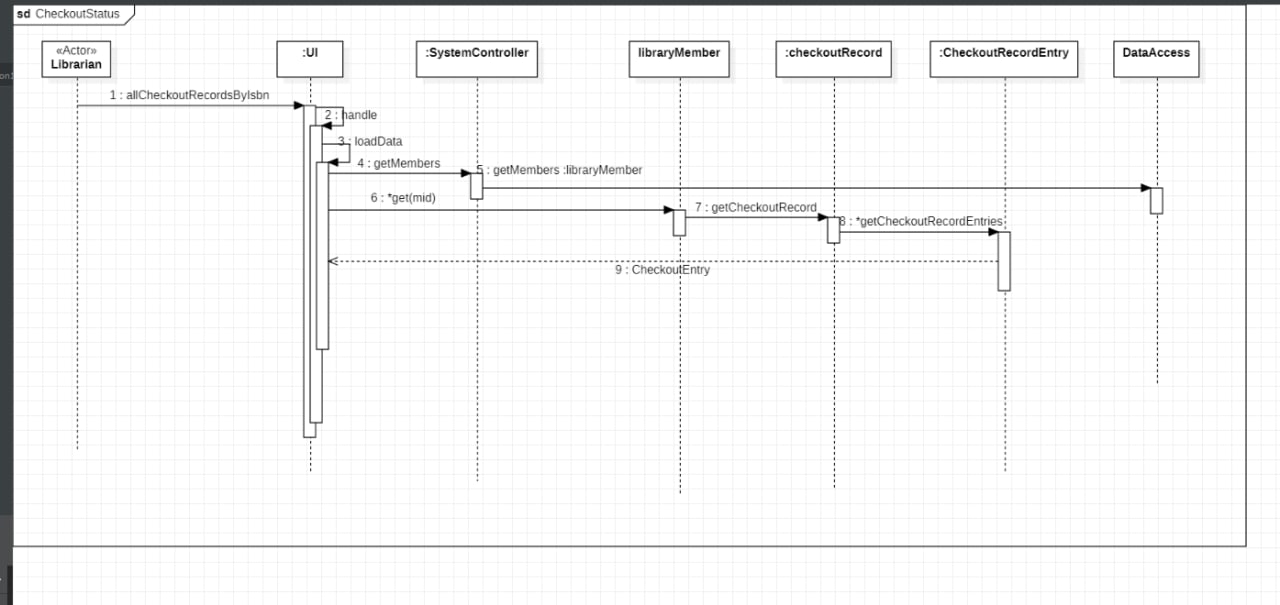 sd CheckoutStatus
«Actor»
Librarian
:UI
:SystemController
libraryMember
:checkoutRecord
:CheckoutRecordEntry
DataAccess
1 : allCheckoutRecordsByIsbn
2 : handle
3 : loadData
4 : getMembers
5 : getMembers :libraryMember
6 : *get(mid)
7 : getCheckoutRecord
8 : *getCheckoutRecordEntries
9 : CheckoutEntry